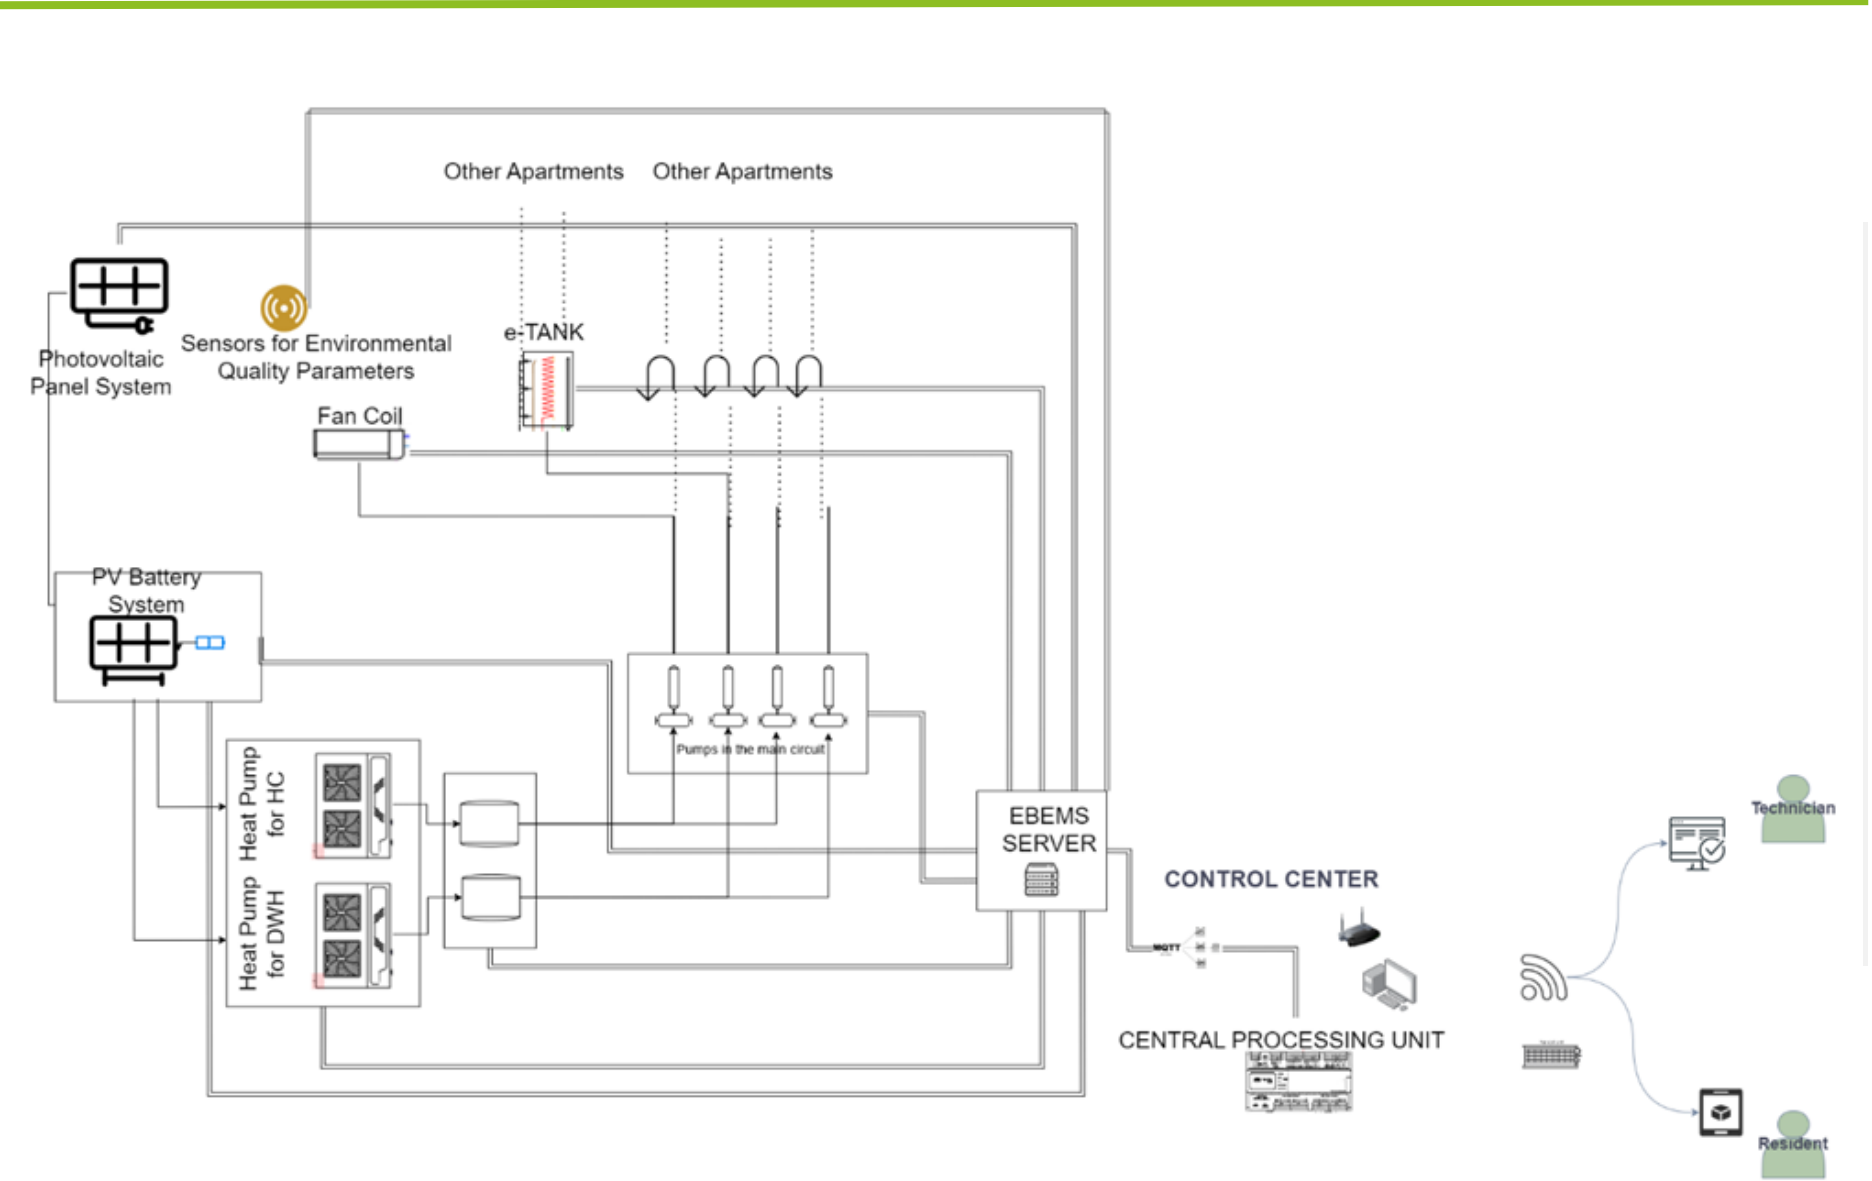 Other Apartments
Other Apartments
Photovoltaic
Panel System
Sensors for Environmental
Quality Parameters
e-TANK
Fan Coil
PV Battery
System
Pumps in the main circuit
Heat Pump
for HC
Heat Pump
for DWH
EBEMS
SERVER
CONTROL CENTER
MQTT
CENTRAL PROCESSING UNIT
Technician
Resident